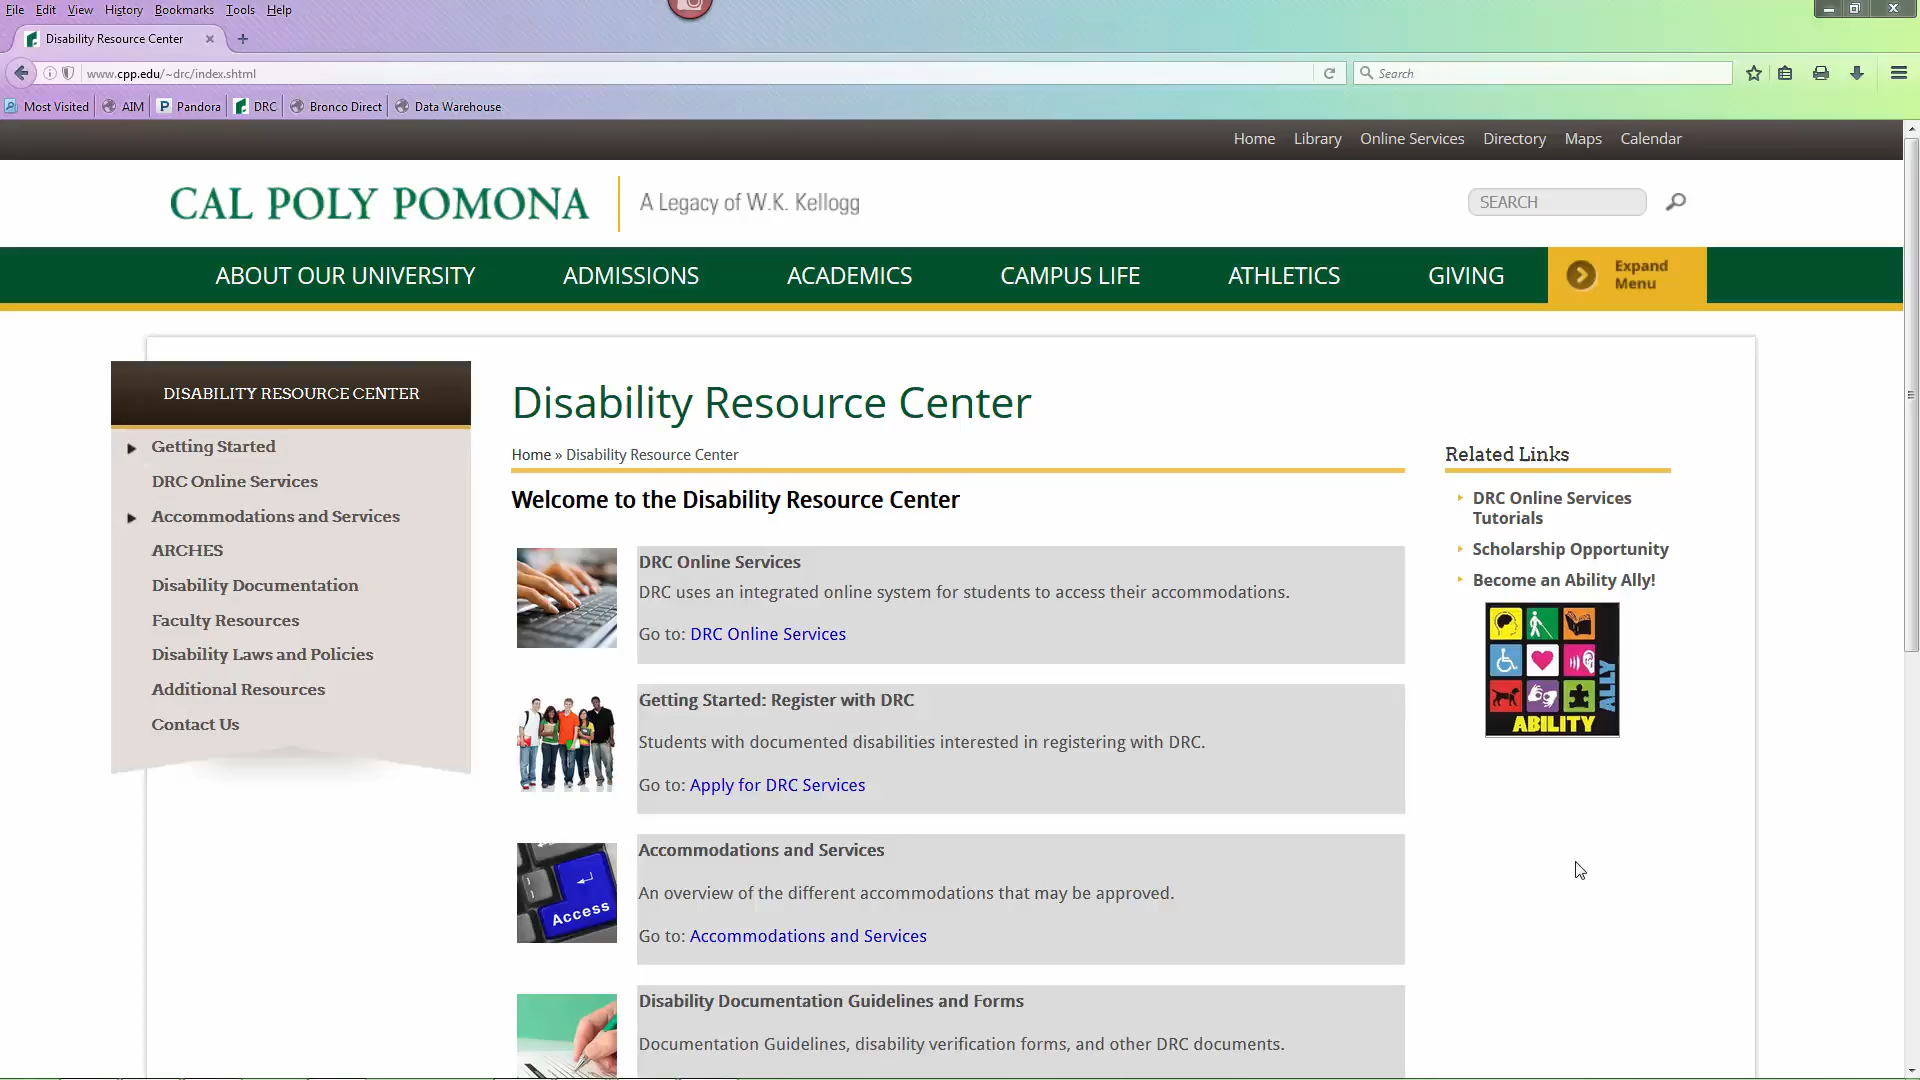 File Edit View History Bookmarks Tools Help
Disability Resource Center
www.cpp.edu/~drc/index.shtml
Search
Most Visited AIM Pandora DRC Bronco Direct Data Warehouse
Home Library Online Services Directory Maps Calendar
CAL POLY POMONA
A Legacy of W.K. Kellogg
SEARCH
ABOUT OUR UNIVERSITY ADMISSIONS ACADEMICS CAMPUS LIFE ATHLETICS GIVING
Expand
Menu
DISABILITY RESOURCE CENTER
Getting Started
DRC Online Services
Accommodations and Services
ARCHES
Disability Documentation
Faculty Resources
Disability Laws and Policies
Additional Resources
Contact Us
Disability Resource Center
Home » Disability Resource Center
Welcome to the Disability Resource Center
DRC Online Services
DRC uses an integrated online system for students to access their accommodations.
Go to: DRC Online Services
Getting Started: Register with DRC
Students with documented disabilities interested in registering with DRC.
Go to: Apply for DRC Services
Access
Accommodations and Services
An overview of the different accommodations that may be approved.
Go to: Accommodations and Services
Disability Documentation Guidelines and Forms
Documentation Guidelines, disability verification forms, and other DRC documents.
Related Links
DRC Online Services
Tutorials
Scholarship Opportunity
Become an Ability Ally!
ALLY
ABILITY